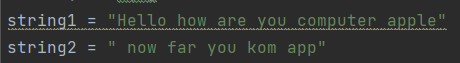 string1 = "Hello how are you computer apple"
string2 = " now far you kom app"